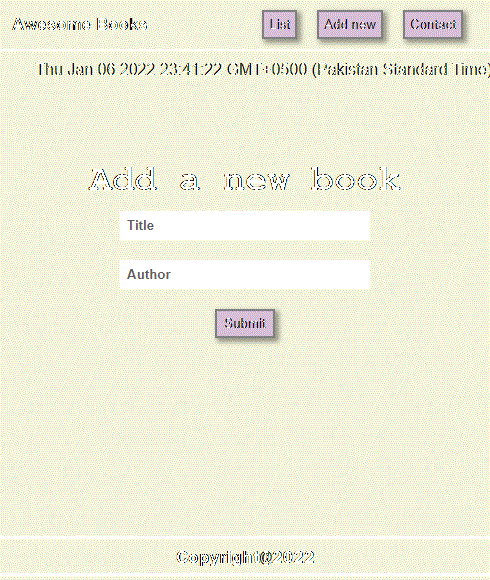 Awesome Books List Add new Contact
Thu Jan 06 2022 23:41:22 GMT+0500 (Pakistan Standard Time)
Add a new book
Title
Author
Submit
Copyright©2022